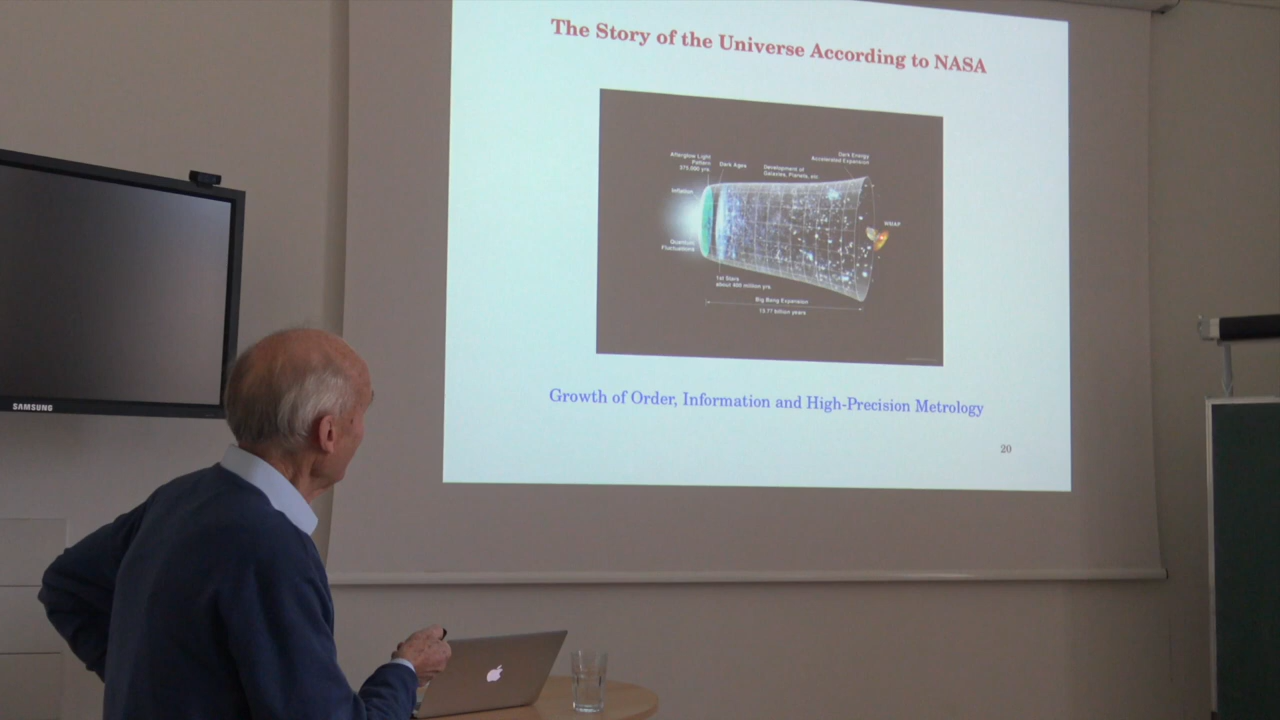 The Story of the Universe According to NASA
Afterglow Light
Pattern
375,000 yrs.
Dark Ages
Development of
Galaxies, Planets, etc.
Dark Energy
Accelerated Expansion
Inflation
WMAP
Quantum
Fluctuations
1st Stars
about 400 million yrs.
Big Bang Expansion
13.77 billion years
Growth of Order, Information and High-Precision Metrology
20
SAMSUNG